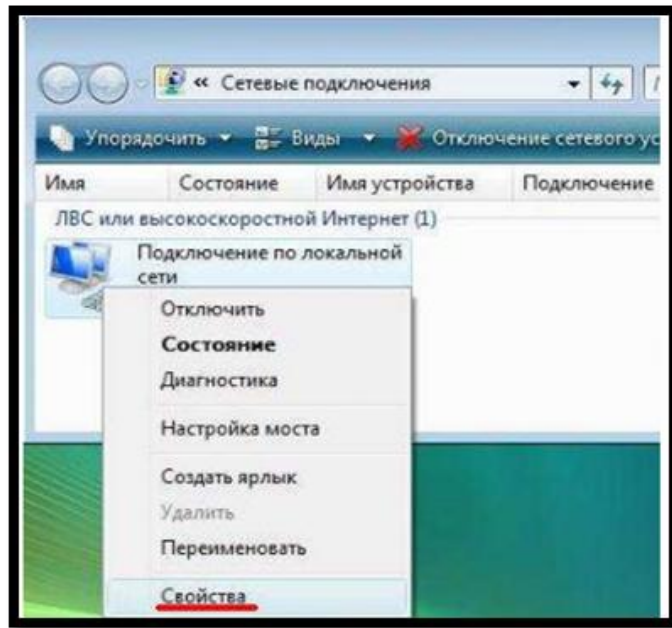 « Сетевые подключения
Упорядочить Виды Отключение сетевого ус
Имя Состояние Имя устройства Подключение
ЛВС или высокоскоростной Интернет (1)
Подключение по локальной
сети
Отключить
Состояние
Диагностика
Настройка моста
Создать ярлык
Удалить
Переименовать
Свойства